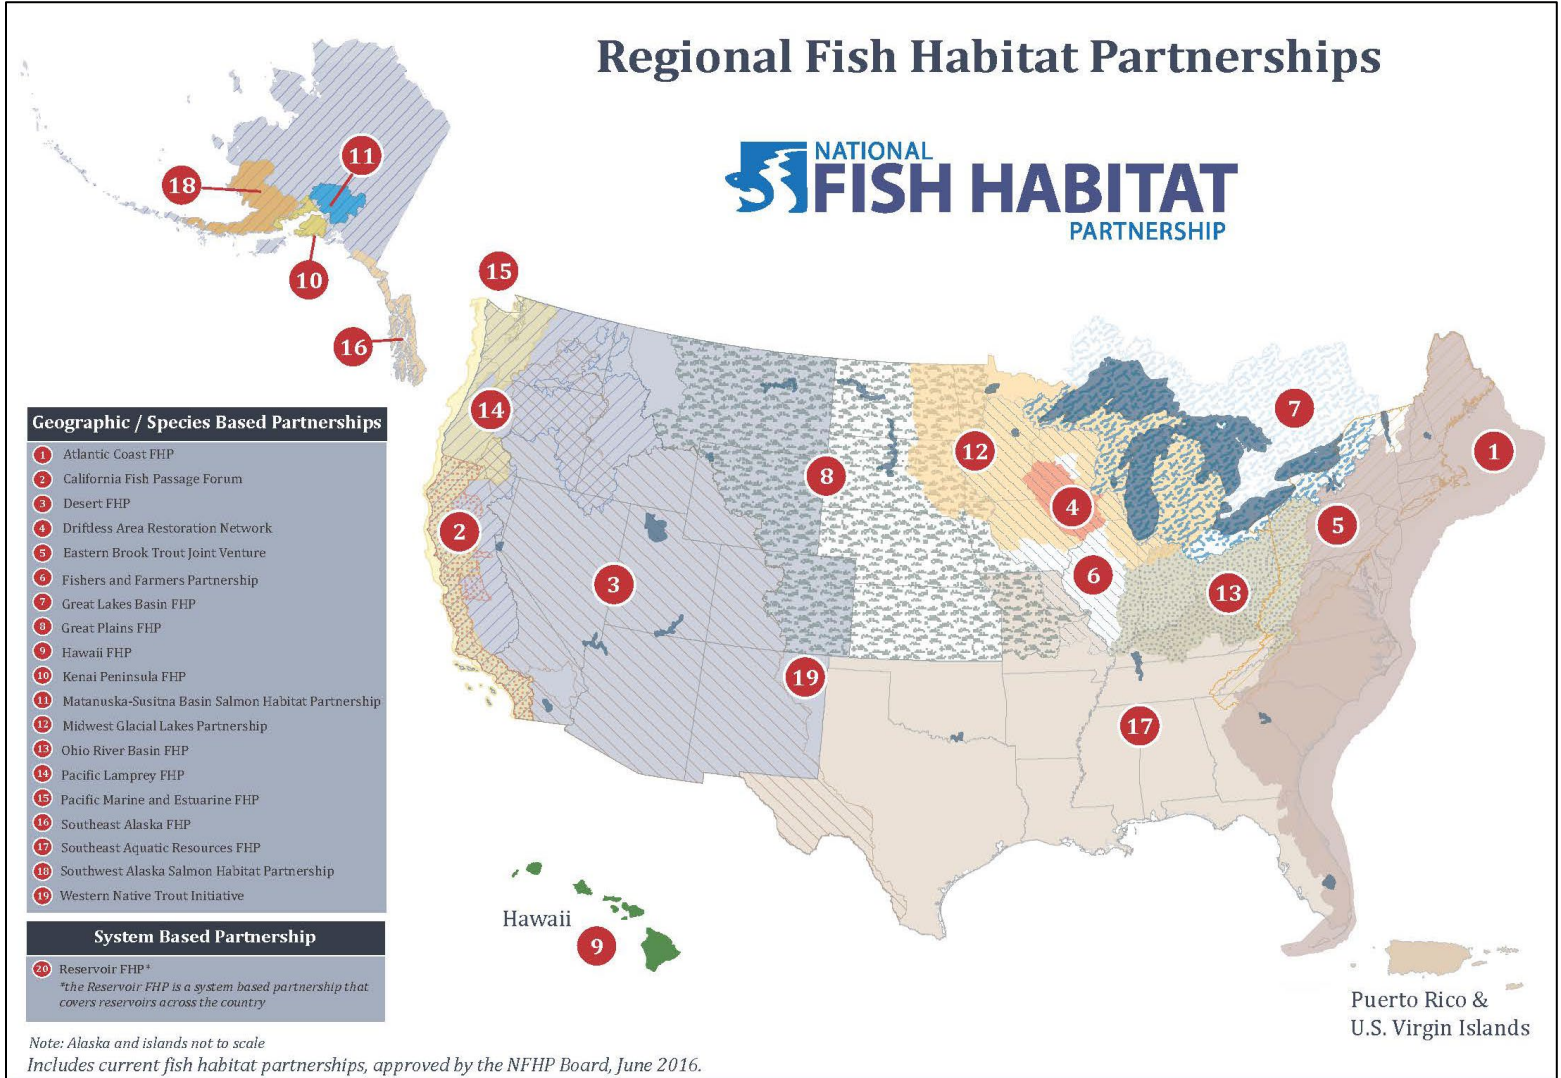 Regional Fish Habitat Partnerships
NATIONAL
FISH HABITAT
PARTNERSHIP
11
18
10
15
16
14
7
12
1
8
4
2
5
6
3
13
19
17
Geographic / Species Based Partnerships
1 Atlantic Coast FHP
2 California Fish Passage Forum
3 Desert FHP
4 Driftless Area Restoration Network
5 Eastern Brook Trout Joint Venture
6 Fishers and Farmers Partnership
7 Great Lakes Basin FHP
8 Great Plains FHP
9 Hawaii FHP
10 Kenai Peninsula FHP
11 Matanuska-Susitna Basin Salmon Habitat Partnership
12 Midwest Glacial Lakes Partnership
13 Ohio River Basin FHP
14 Pacific Lamprey FHP
15 Pacific Marine and Estuarine FHP
16 Southeast Alaska FHP
17 Southeast Aquatic Resources FHP
18 Southwest Alaska Salmon Habitat Partnership
19 Western Native Trout Initiative
System Based Partnership
20 Reservoir FHP*
*the Reservoir FHP is a system based partnership that
covers reservoirs across the country
Hawaii
9
Puerto Rico &
U.S. Virgin Islands
Note: Alaska and islands not to scale
Includes current fish habitat partnerships, approved by the NFHP Board, June 2016.